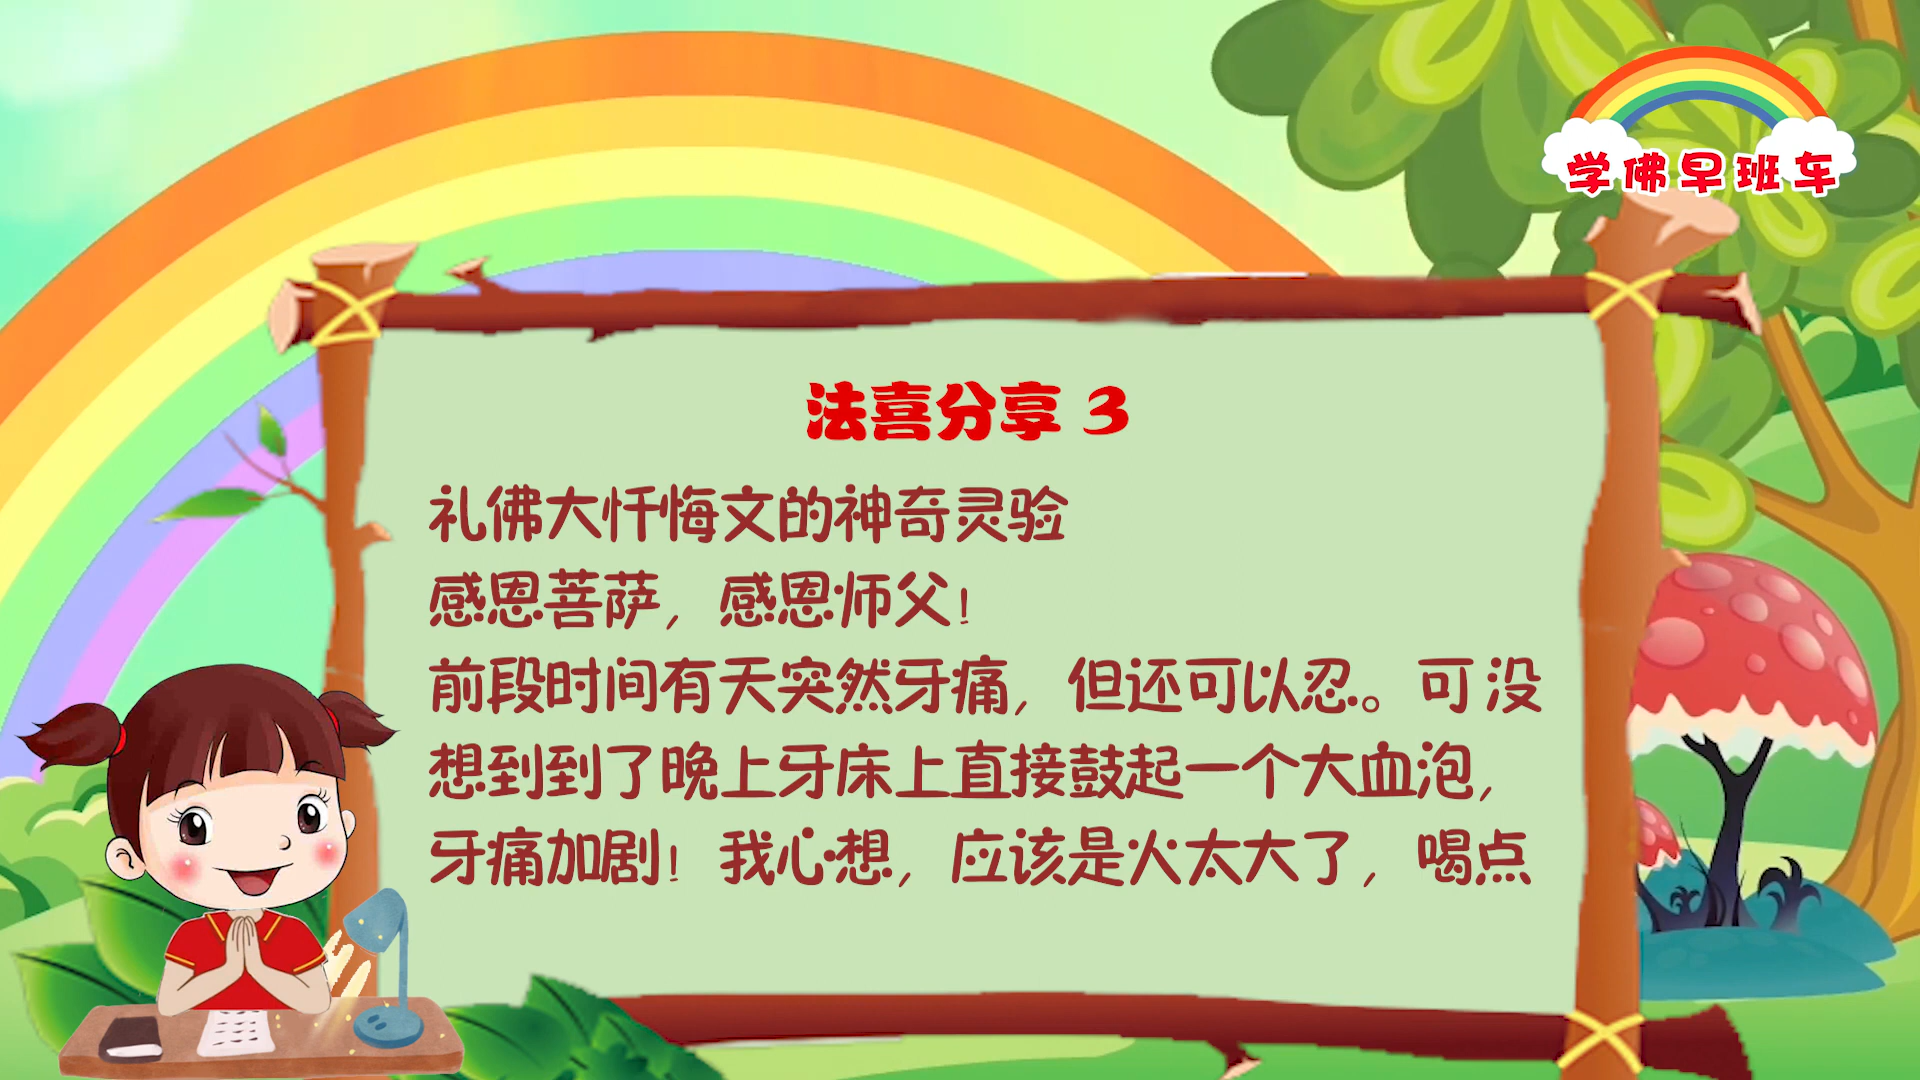 学佛早班车
法喜分享 3
礼佛大忏悔文的神奇灵验
感恩菩萨，感恩师父！
前段时间有天突然牙痛，但还可以忍。可没
想到到了晚上牙床上直接鼓起一个大血泡，
牙痛加剧！我心想，应该是火太大了，喝点